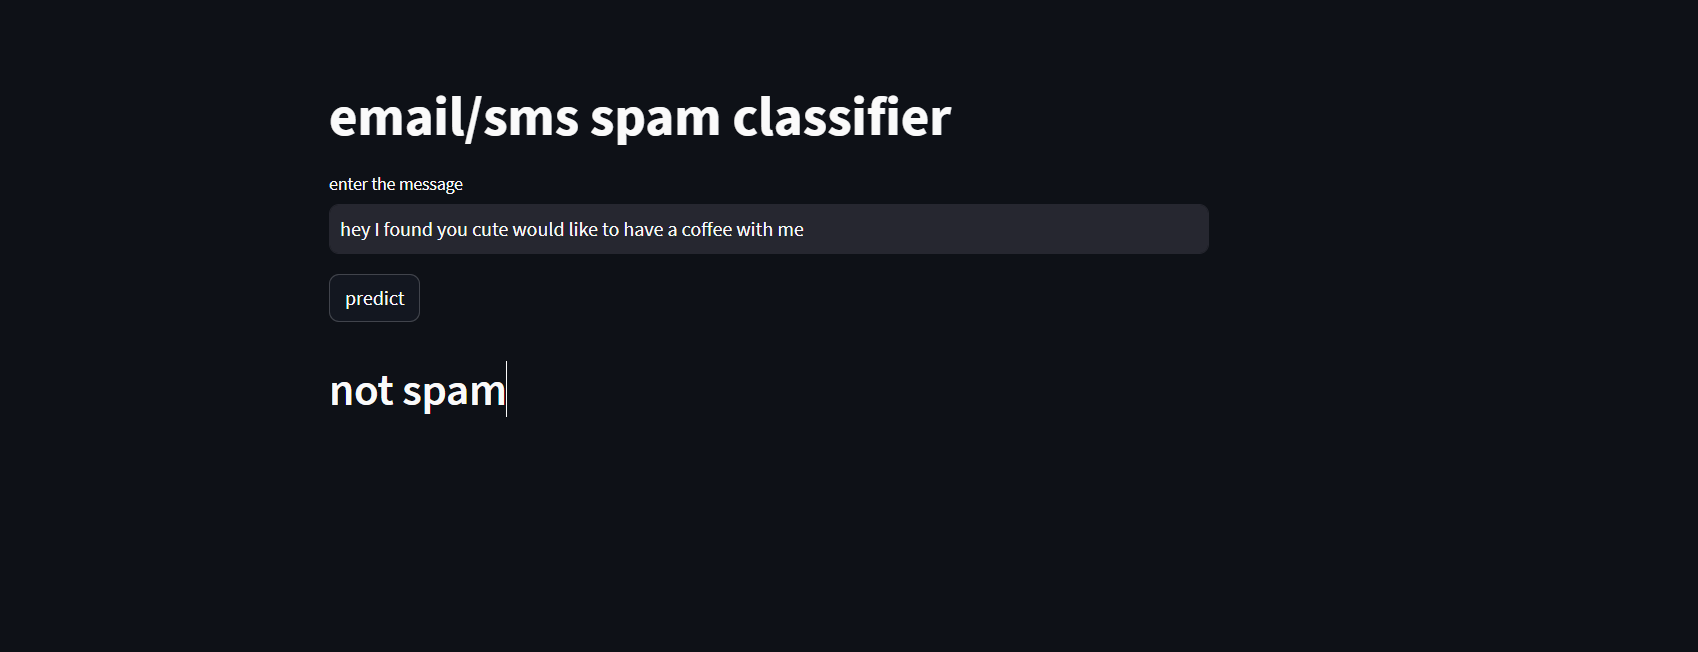 email/sms spam classifier
enter the message
hey I found you cute would like to have a coffee with me
predict
not spam